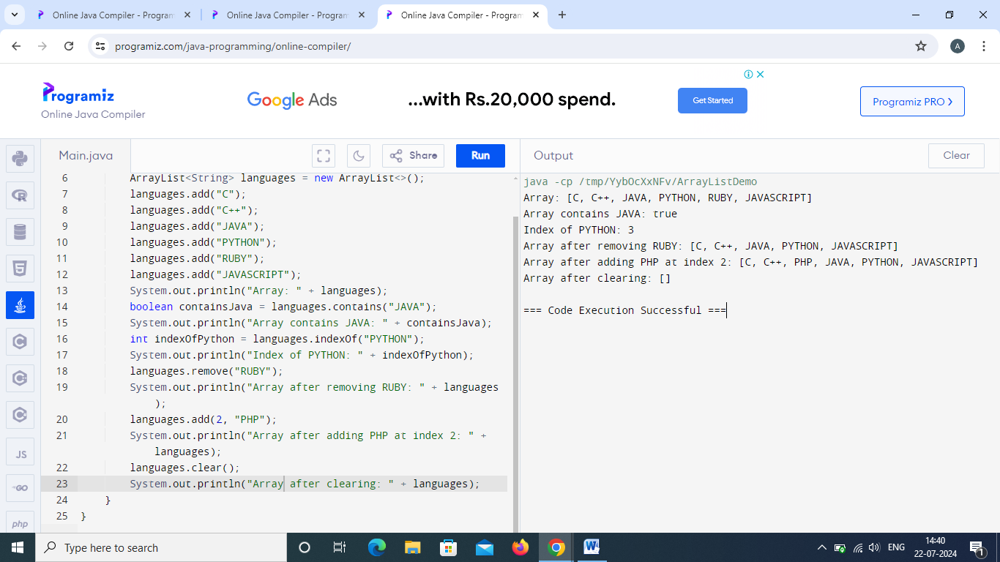 Online Java Compiler - Program
Online Java Compiler - Program
Online Java Compiler - Program
programiz.com/java-programming/online-compiler/
A
Programiz
Online Java Compiler
Google Ads
...with Rs.20,000 spend.
Get Started
Programiz PRO
Main.java
Share
Run
Output
Clear
6 ArrayList<String> languages = new ArrayList<>();
7 languages.add("C");
8 languages.add("C++");
9 languages.add("JAVA");
10 languages.add("PYTHON");
11 languages.add("RUBY");
12 languages.add("JAVASCRIPT");
13 System.out.println("Array: " + languages);
14 boolean containsJava = languages.contains("JAVA");
15 System.out.println("Array contains JAVA: " + containsJava);
16 int indexOfPython = languages.indexOf("PYTHON");
17 System.out.println("Index of PYTHON: " + indexOfPython);
18 languages.remove("RUBY");
19 System.out.println("Array after removing RUBY: " + languages
);
20 languages.add(2, "PHP");
21 System.out.println("Array after adding PHP at index 2: " +
languages);
22 languages.clear();
23 System.out.println("Array after clearing: " + languages);
24 }
25 }
java -cp /tmp/YybOcXxNFv/ArrayListDemo
Array: [C, C++, JAVA, PYTHON, RUBY, JAVASCRIPT]
Array contains JAVA: true
Index of PYTHON: 3
Array after removing RUBY: [C, C++, JAVA, PYTHON, JAVASCRIPT]
Array after adding PHP at index 2: [C, C++, PHP, JAVA, PYTHON, JAVASCRIPT]
Array after clearing: []
=== Code Execution Successful ===
R
5
C
C
C
JS
GO
php
Type here to search
W
ENG
14:40
22-07-2024
1